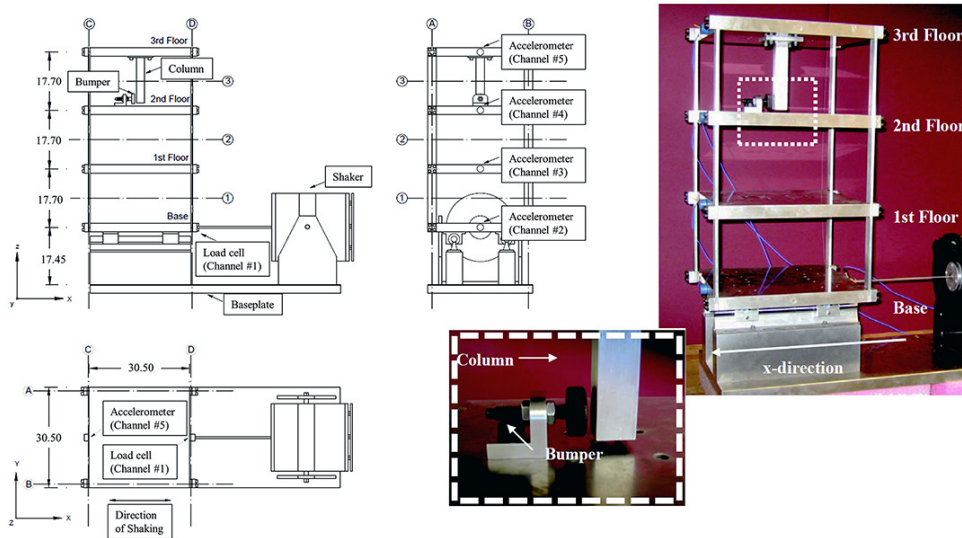 C
D
3rd Floor
17.70
Bumper
Column
3
2nd Floor
17.70
2
1st Floor
17.70
1
Base
Shaker
17.45
Load cell
(Channel #1)
Baseplate
z
y
x
A
B
Accelerometer
(Channel #5)
3
Accelerometer
(Channel #4)
2
Accelerometer
(Channel #3)
1
Accelerometer
(Channel #2)
3rd Floor
2nd Floor
1st Floor
Base
x-direction
C
D
30.50
A
Accelerometer
(Channel #5)
30.50
Load cell
(Channel #1)
B
Y
Z
X
Direction
of Shaking
Column
Bumper